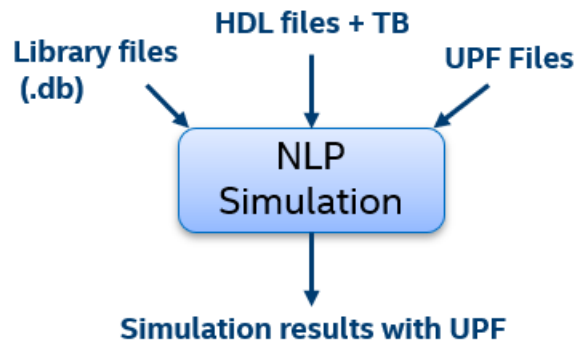 HDL files + TB
Library files
(.db)
UPF Files
NLP
Simulation
Simulation results with UPF